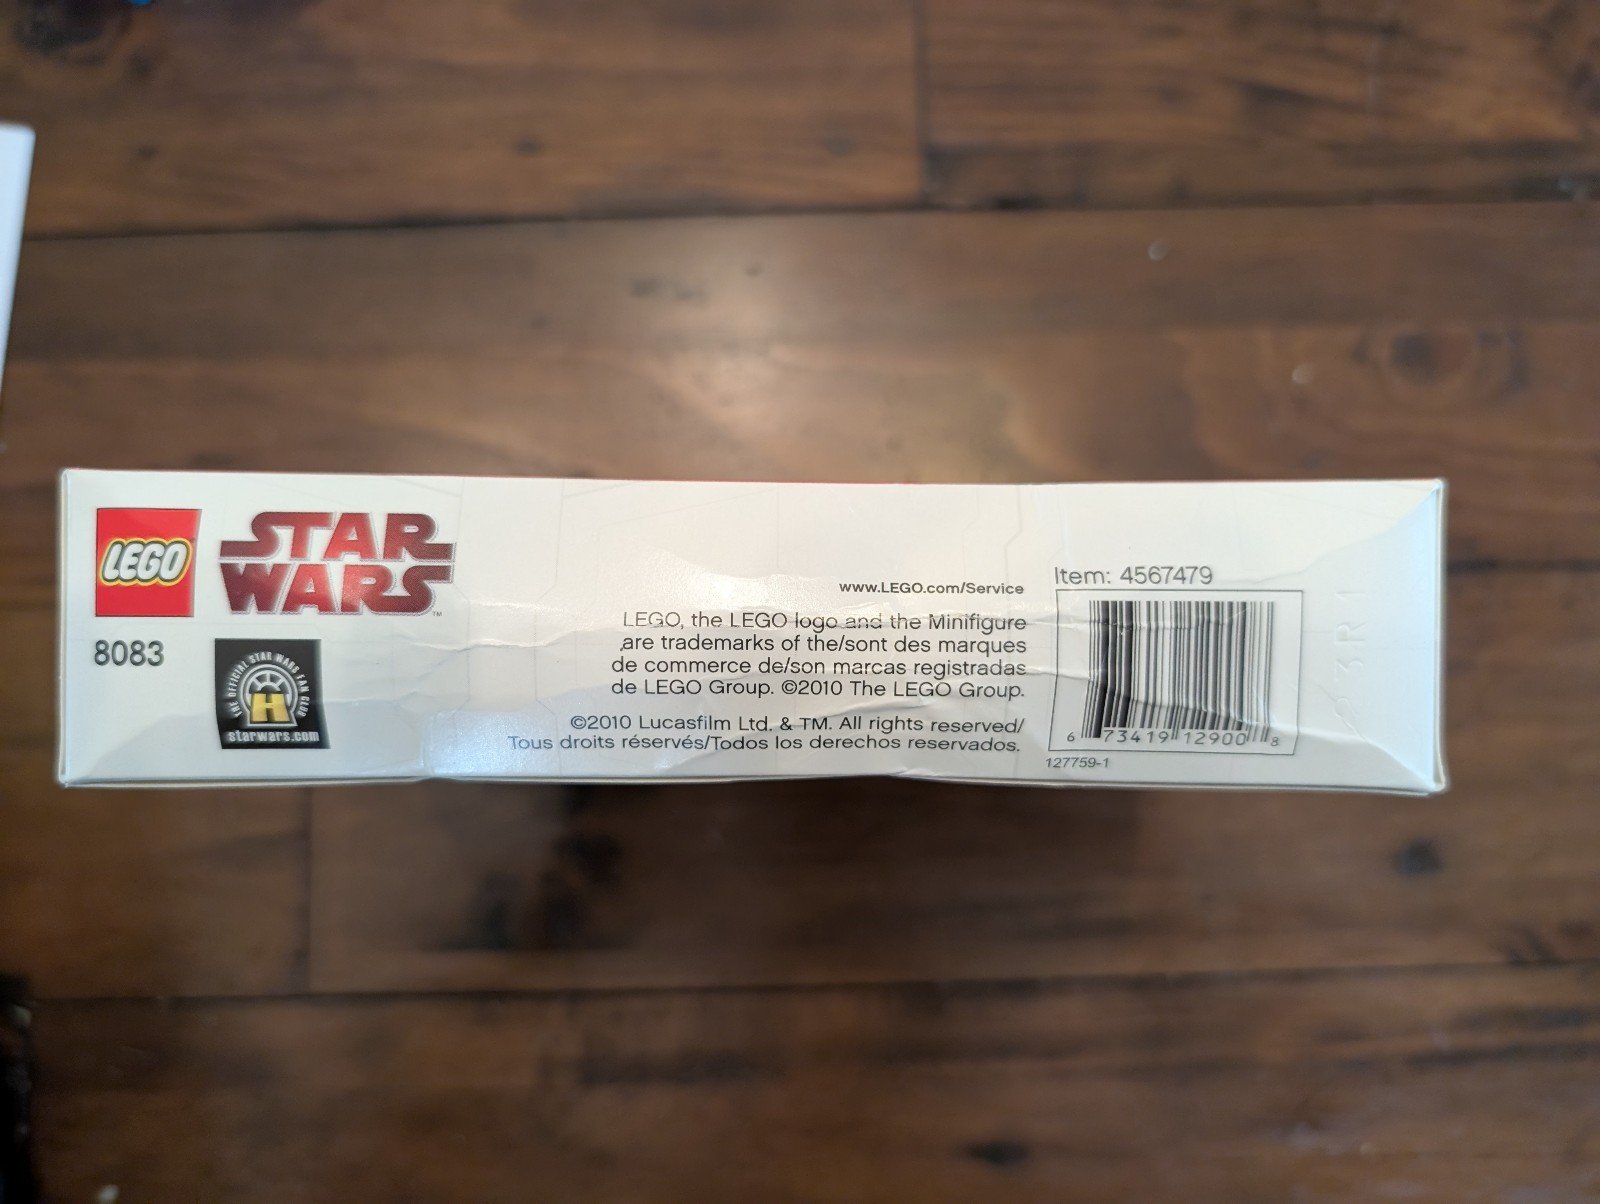 LEGO
STAR
WARS™
8083
THE OFFICIAL STAR WARS FAN CLUB
H
starwars.com
www.LEGO.com/Service
LEGO, the LEGO logo and the Minifigure
are trademarks of the/sont des marques
de commerce de/son marcas registradas
de LEGO Group. ©2010 The LEGO Group.
©2010 Lucasfilm Ltd. & TM. All rights reserved/
Tous droits réservés/Todos los derechos reservados.
Item: 4567479
6 73419 12900 8
127759-1